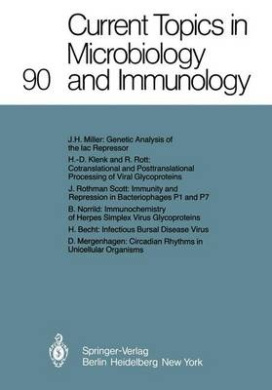 Current Topics in
Microbiology
90 and Immunology
J.H. Miller: Genetic Analysis of
the lac Repressor
H.-D. Klenk and R. Rott:
Cotranslational and Posttranslational
Processing of Viral Glycoproteins
J. Rothman Scott: Immunity and
Repression in Bacteriophages P1 and P7
B. Norrild: Immunochemistry
of Herpes Simplex Virus Glycoproteins
H. Becht: Infectious Bursal Disease Virus
D. Mergenhagen: Circadian Rhythms in
Unicellular Organisms
Springer-Verlag
Berlin Heidelberg New York